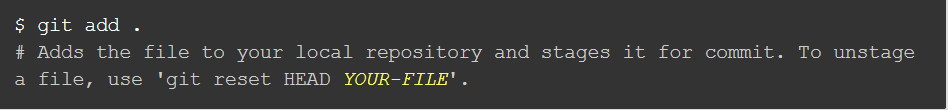 $ git add .
# Adds the file to your local repository and stages it for commit. To unstage
a file, use 'git reset HEAD YOUR-FILE'.